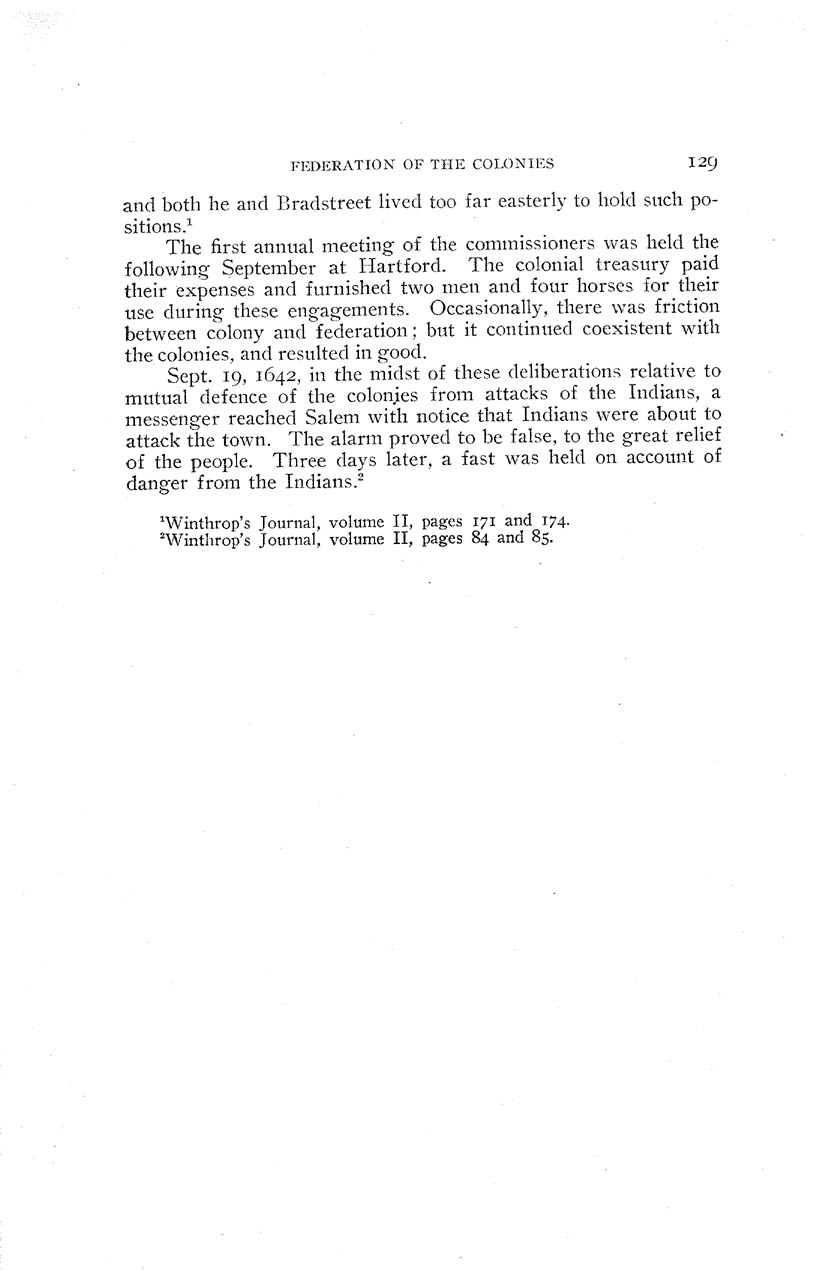 FEDERATION OF THE COLONIES 129
and both he and Bradstreet lived too far easterly to hold such po-
sitions.¹
The first annual meeting of the commissioners was held the
following September at Hartford. The colonial treasury paid
their expenses and furnished two men and four horses for their
use during these engagements. Occasionally, there was friction
between colony and federation; but it continued coexistent with
the colonies, and resulted in good.
Sept. 19, 1642, in the midst of these deliberations relative to
mutual defence of the colonies from attacks of the Indians, a
messenger reached Salem with notice that Indians were about to
attack the town. The alarm proved to be false, to the great relief
of the people. Three days later, a fast was held on account of
danger from the Indians.²
¹Winthrop's Journal, volume II, pages 171 and 174.
²Winthrop's Journal, volume II, pages 84 and 85.